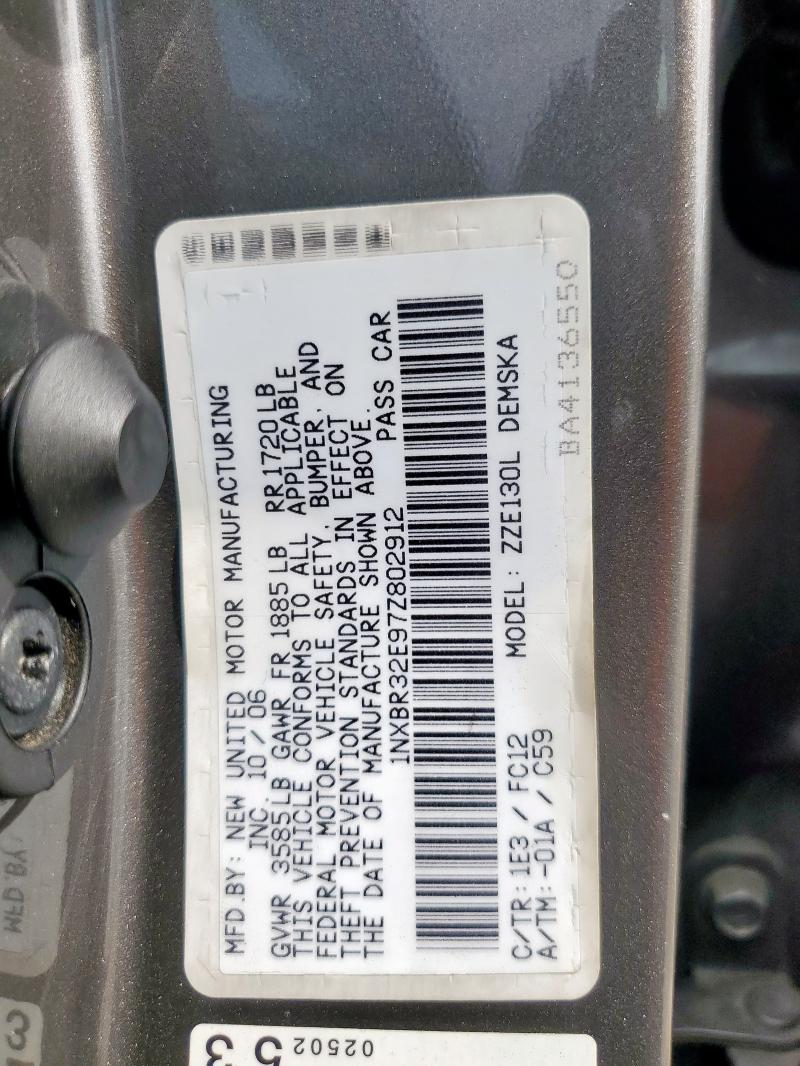 MFD.BY: NEW UNITED MOTOR MANUFACTURING
INC. 10 / 06
GVWR 3585LB GAWR FR 1885LB RR1720LB
THIS VEHICLE CONFORMS TO ALL APPLICABLE
FEDERAL MOTOR VEHICLE SAFETY, BUMPER, AND
THEFT PREVENTION STANDARDS IN EFFECT ON
THE DATE OF MANUFACTURE SHOWN ABOVE.
1NXBR32E97Z802912 PASS CAR
MODEL: ZZE130L DEMSKA
C/TR:1E3 / FC12
A/TM:-01A / C59
BA4136550
MFD.BY
02502